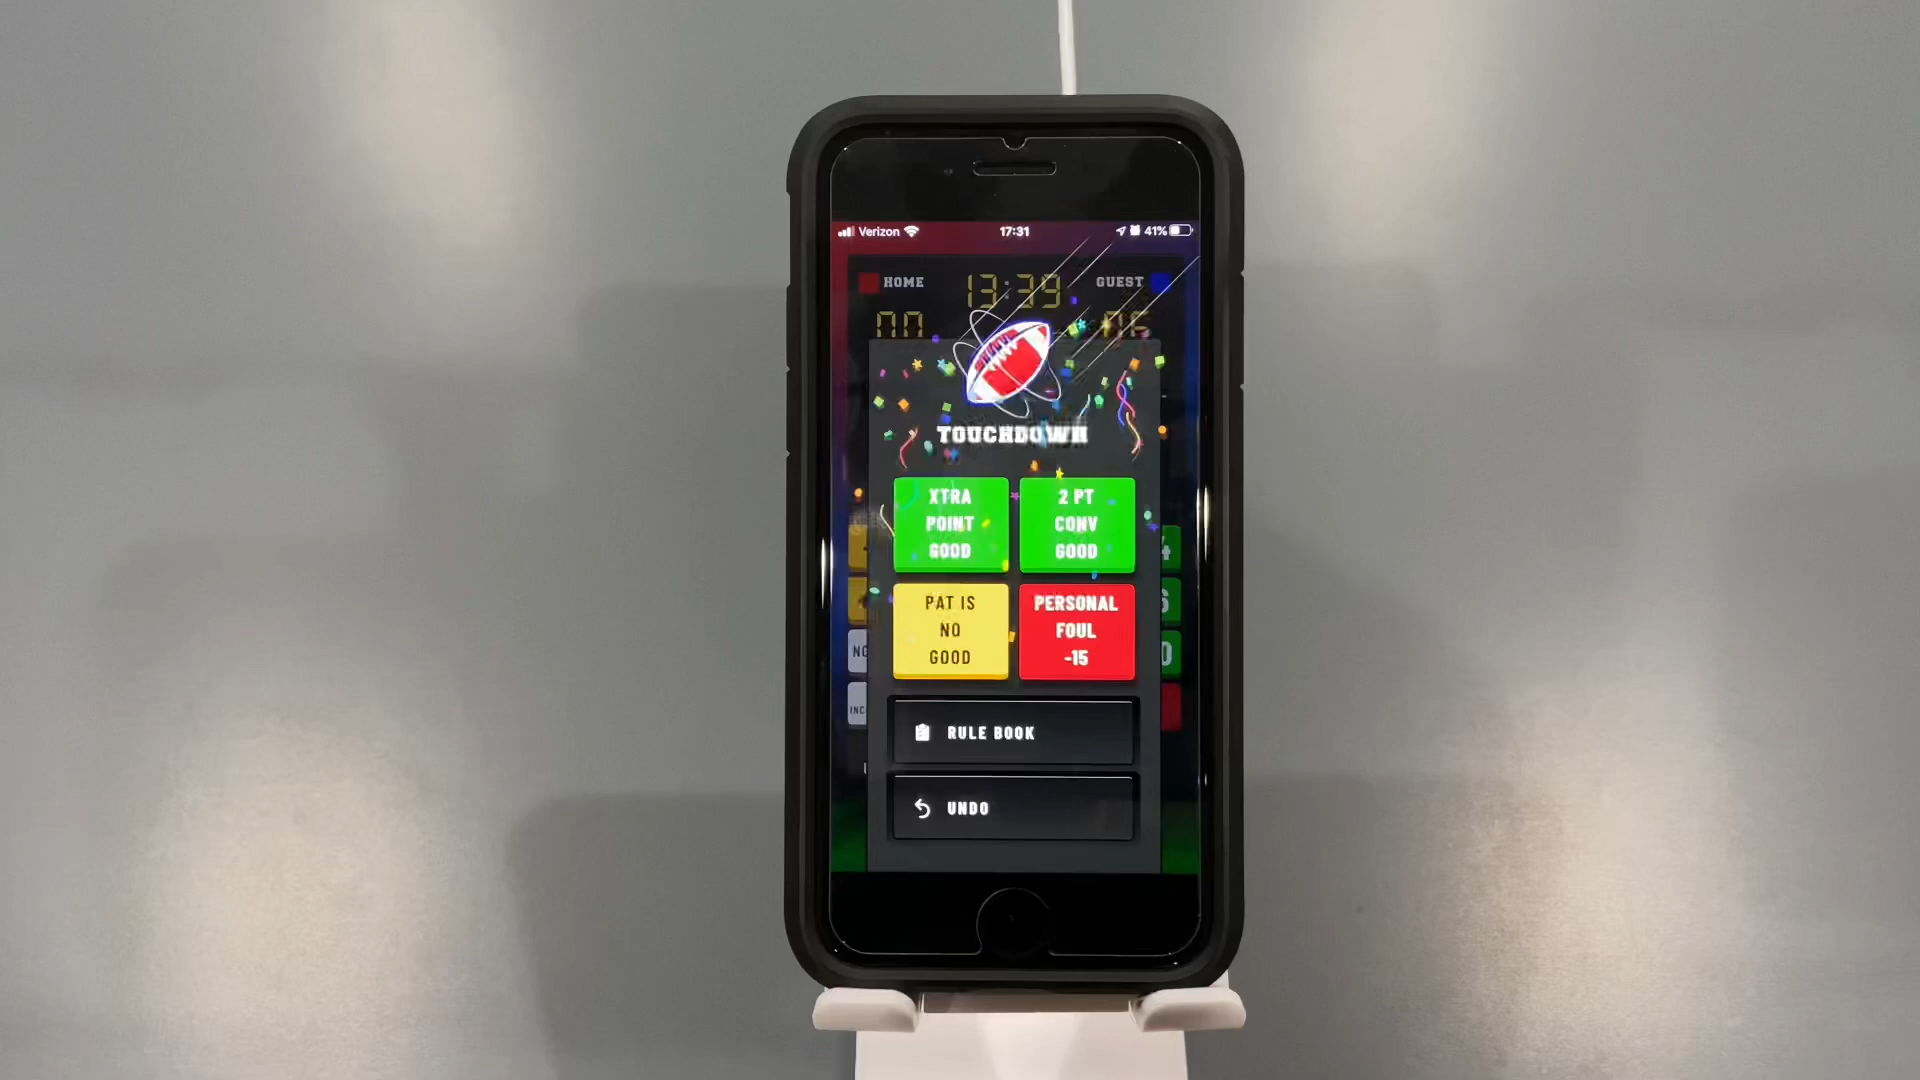 Verizon 17:31 41%
HOME 13:39 GUEST
TOUCHDOWN
XTRA
POINT
GOOD
2 PT
CONV
GOOD
PAT IS
NO
GOOD
PERSONAL
FOUL
-15
RULE BOOK
UNDO